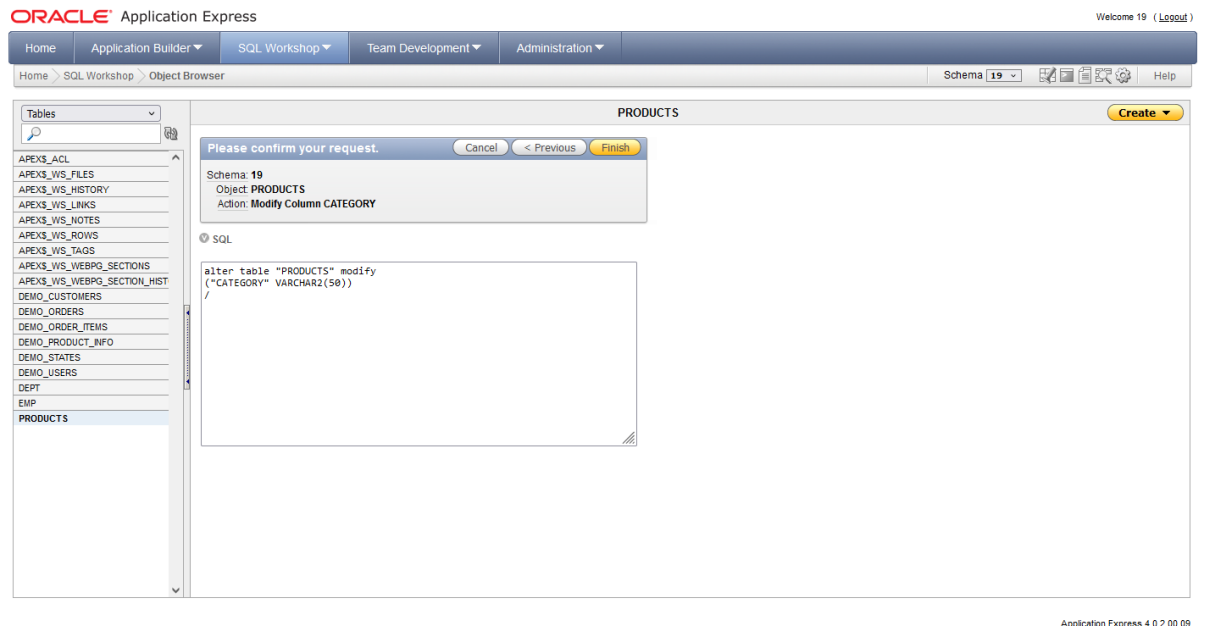 ORACLE Application Express
Welcome 19 ( Logout )
Home Application Builder SQL Workshop Team Development Administration
Home SQL Workshop Object Browser
Schema 19 Help
Tables
PRODUCTS
Create
APEX$_ACL
APEX$_WS_FILES
APEX$_WS_HISTORY
APEX$_WS_LINKS
APEX$_WS_NOTES
APEX$_WS_ROWS
APEX$_WS_TAGS
APEX$_WS_WEBPG_SECTIONS
APEX$_WS_WEBPG_SECTION_HIST
DEMO_CUSTOMERS
DEMO_ORDERS
DEMO_ORDER_ITEMS
DEMO_PRODUCT_INFO
DEMO_STATES
DEMO_USERS
DEPT
EMP
PRODUCTS
Please confirm your request. Cancel < Previous Finish
Schema: 19
Object: PRODUCTS
Action: Modify Column CATEGORY
SQL
alter table "PRODUCTS" modify
("CATEGORY" VARCHAR2(50))
/
Application Express 4.0.2.00.09